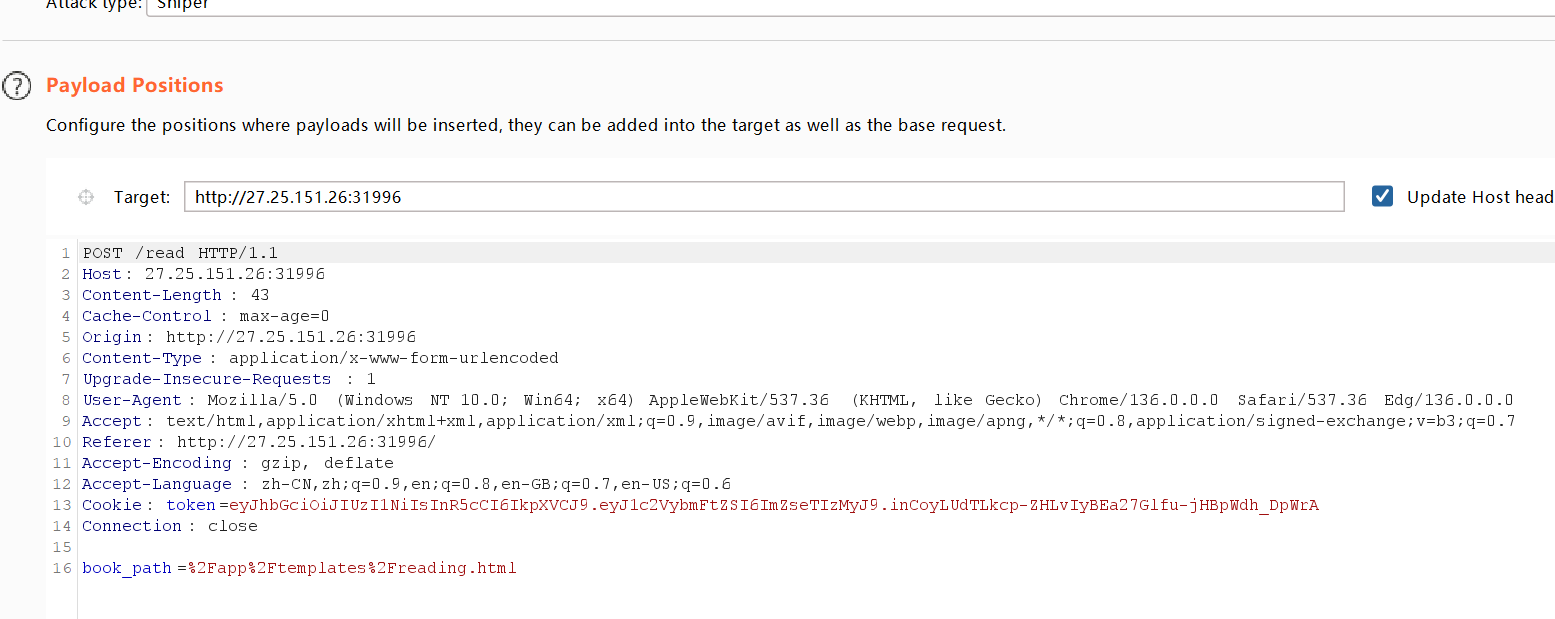 Attack type: Sniper
Payload Positions
Configure the positions where payloads will be inserted, they can be added into the target as well as the base request.
Target: http://27.25.151.26:31996 Update Host head
1 POST /read HTTP/1.1
2 Host: 27.25.151.26:31996
3 Content-Length: 43
4 Cache-Control: max-age=0
5 Origin: http://27.25.151.26:31996
6 Content-Type: application/x-www-form-urlencoded
7 Upgrade-Insecure-Requests: 1
8 User-Agent: Mozilla/5.0 (Windows NT 10.0; Win64; x64) AppleWebKit/537.36 (KHTML, like Gecko) Chrome/136.0.0.0 Safari/537.36 Edg/136.0.0.0
9 Accept: text/html,application/xhtml+xml,application/xml;q=0.9,image/avif,image/webp,image/apng,*/*;q=0.8,application/signed-exchange;v=b3;q=0.7
10 Referer: http://27.25.151.26:31996/
11 Accept-Encoding: gzip, deflate
12 Accept-Language: zh-CN,zh;q=0.9,en;q=0.8,en-GB;q=0.7,en-US;q=0.6
13 Cookie: token=eyJhbGciOiJIUzI1NiIsInR5cCI6IkpXVCJ9.eyJ1c2VybmFtZSI6ImZseTIzMyJ9.inCoyLUdTLkcp-ZHLvIyBEa27Glfu-jHBpWdh_DpWrA
14 Connection: close
15
16 book_path=%2Fapp%2Ftemplates%2Freading.html